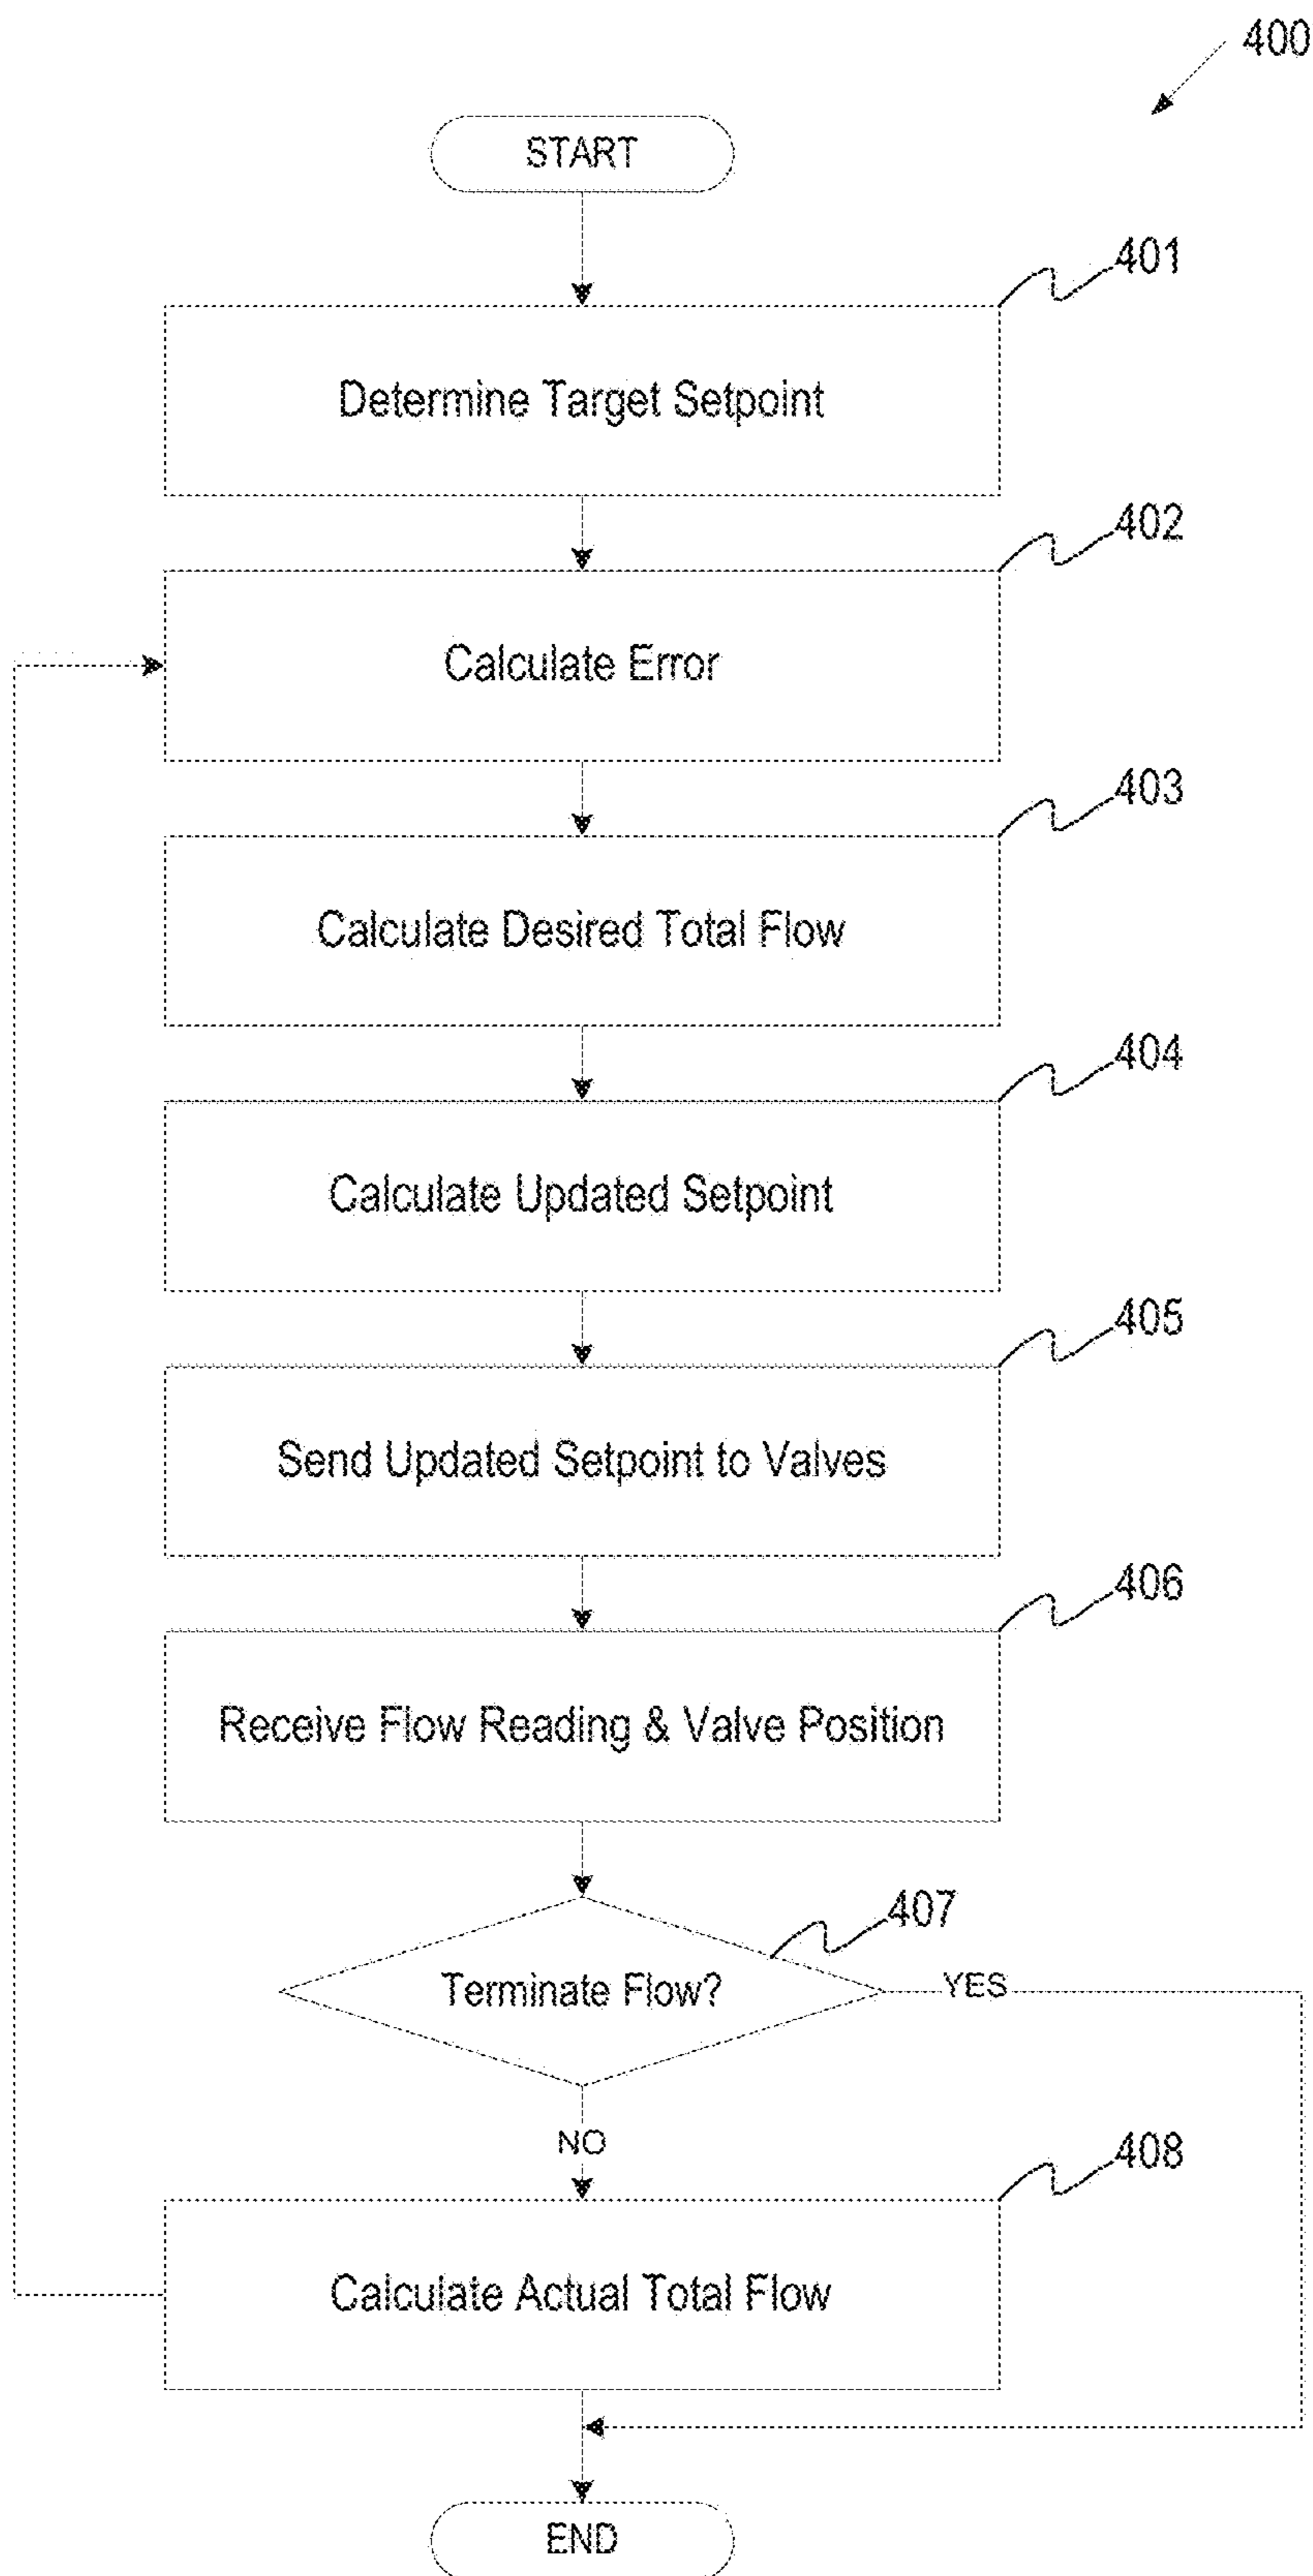 400
START
401
Determine Target Setpoint
402
Calculate Error
403
Calculate Desired Total Flow
404
Calculate Updated Setpoint
405
Send Updated Setpoint to Valves
406
Receive Flow Reading & Valve Position
407
Terminate Flow?
YES
NO
408
Calculate Actual Total Flow
END